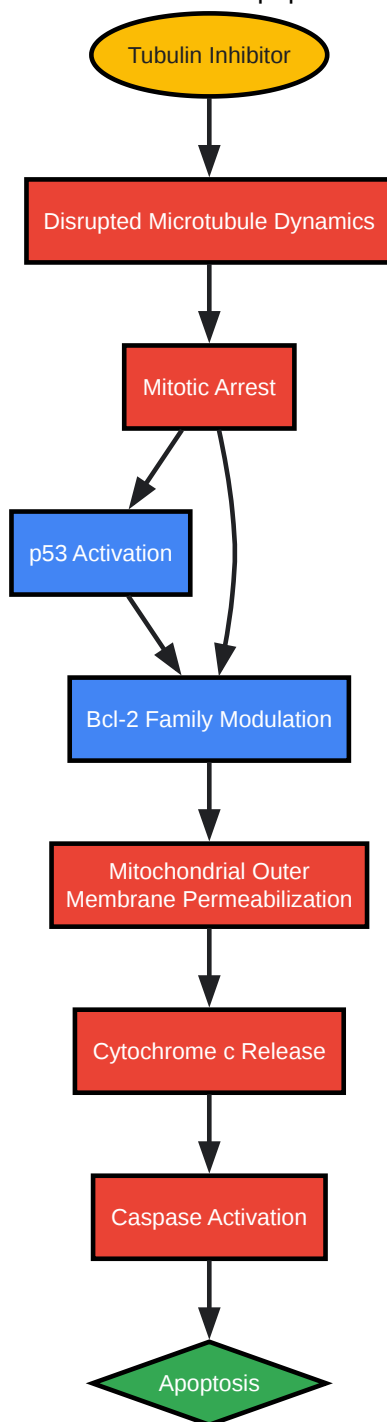 Tubulin Inhibitor
Disrupted Microtubule Dynamics
Mitotic Arrest
p53 Activation
Bcl-2 Family Modulation
Mitochondrial Outer
Membrane Permeabilization
Cytochrome c Release
Caspase Activation
Apoptosis